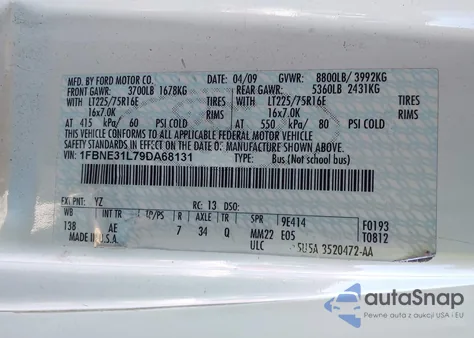 MFD. BY FORD MOTOR CO.
DATE: 04/09 GVWR: 8800LB/ 3992KG
FRONT GAWR: 3700LB 1678KG REAR GAWR: 5360LB 2431KG
WITH LT225/75R16E TIRES WITH LT225/75R16E TIRES
16x7.0K RIMS 16x7.0K RIMS
AT 415 kPa/ 60 PSI COLD AT 550 kPa/ 80 PSI COLD
THIS VEHICLE CONFORMS TO ALL APPLICABLE FEDERAL MOTOR VEHICLE
SAFETY STANDARDS IN EFFECT ON THE DATE OF MANUFACTURE SHOWN ABOVE.
VIN: 1FBNE31L79DA68131 TYPE: Bus (Not school bus)
EXT PNT: YZ RC: 13 DSO:
WB INT TR TP/PS R AXLE TR SPR 9E414 F0193
138 AE 7 34 Q MM22 E05 T0812
MADE IN U.S.A. ULC 5U5A 3520472-AA
autoSnap
Pewne auta z aukcji USA i EU